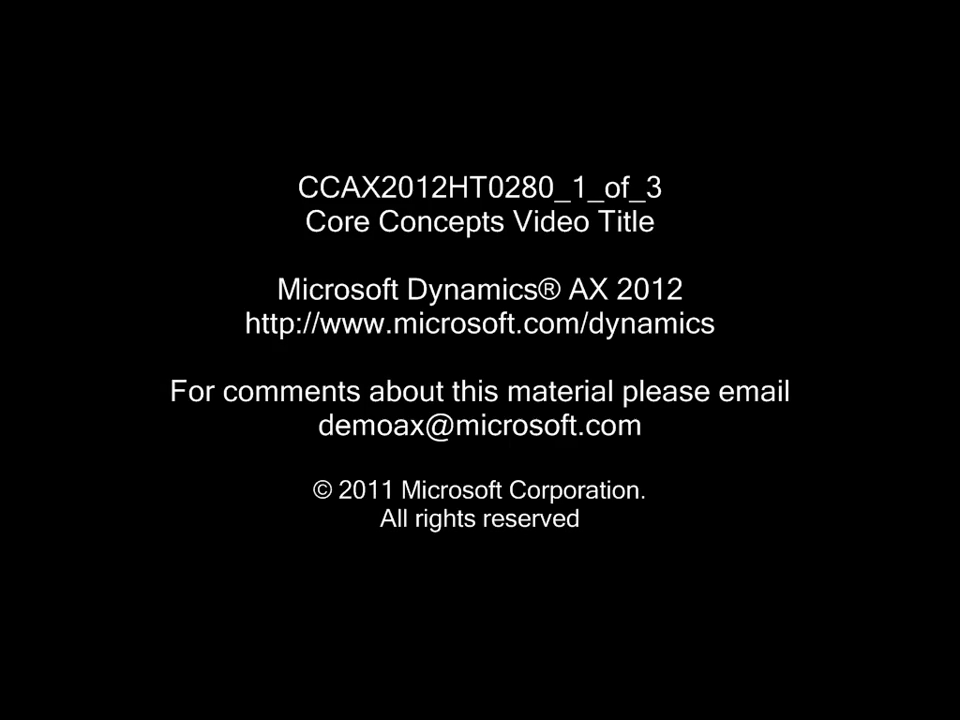 CCAX2012HT0280_1_of_3
Core Concepts Video Title
Microsoft Dynamics® AX 2012
http://www.microsoft.com/dynamics
For comments about this material please email
demoax@microsoft.com
© 2011 Microsoft Corporation.
All rights reserved